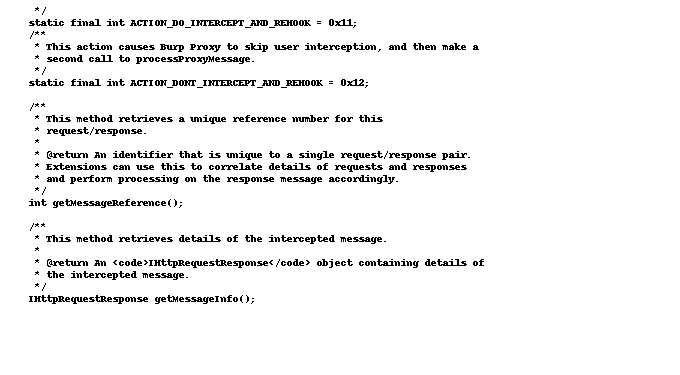 */
static final int ACTION_DO_INTERCEPT_AND_REHOOK = 0x11;
/**
 * This action causes Burp Proxy to skip user interception, and then make a
 * second call to processProxyMessage.
 */
static final int ACTION_DONT_INTERCEPT_AND_REHOOK = 0x12;
/**
 * This method retrieves a unique reference number for this
 * request/response.
 *
 * @return An identifier that is unique to a single request/response pair.
 * Extensions can use this to correlate details of requests and responses
 * and perform processing on the response message accordingly.
 */
int getMessageReference();
/**
 * This method retrieves details of the intercepted message.
 *
 * @return An <code>IHttpRequestResponse</code> object containing details of
 * the intercepted message.
 */
IHttpRequestResponse getMessageInfo();